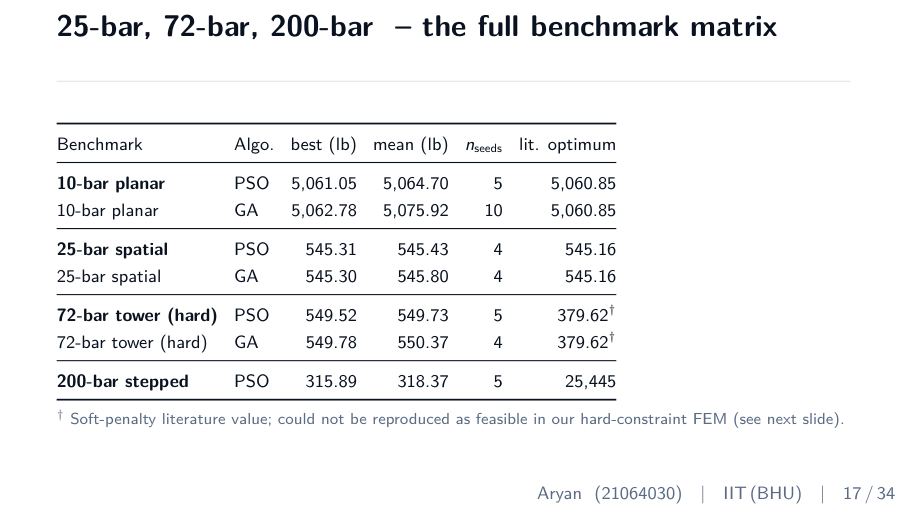 25-bar, 72-bar, 200-bar – the full benchmark matrix
Benchmark Algo. best (lb) mean (lb) nseeds lit. optimum
10-bar planar PSO 5,061.05 5,064.70 5 5,060.85
10-bar planar GA 5,062.78 5,075.92 10 5,060.85
25-bar spatial PSO 545.31 545.43 4 545.16
25-bar spatial GA 545.30 545.80 4 545.16
72-bar tower (hard) PSO 549.52 549.73 5 379.62†
72-bar tower (hard) GA 549.78 550.37 4 379.62†
200-bar stepped PSO 315.89 318.37 5 25,445
† Soft-penalty literature value; could not be reproduced as feasible in our hard-constraint FEM (see next slide).
Aryan (21064030) | IIT (BHU) | 17 / 34